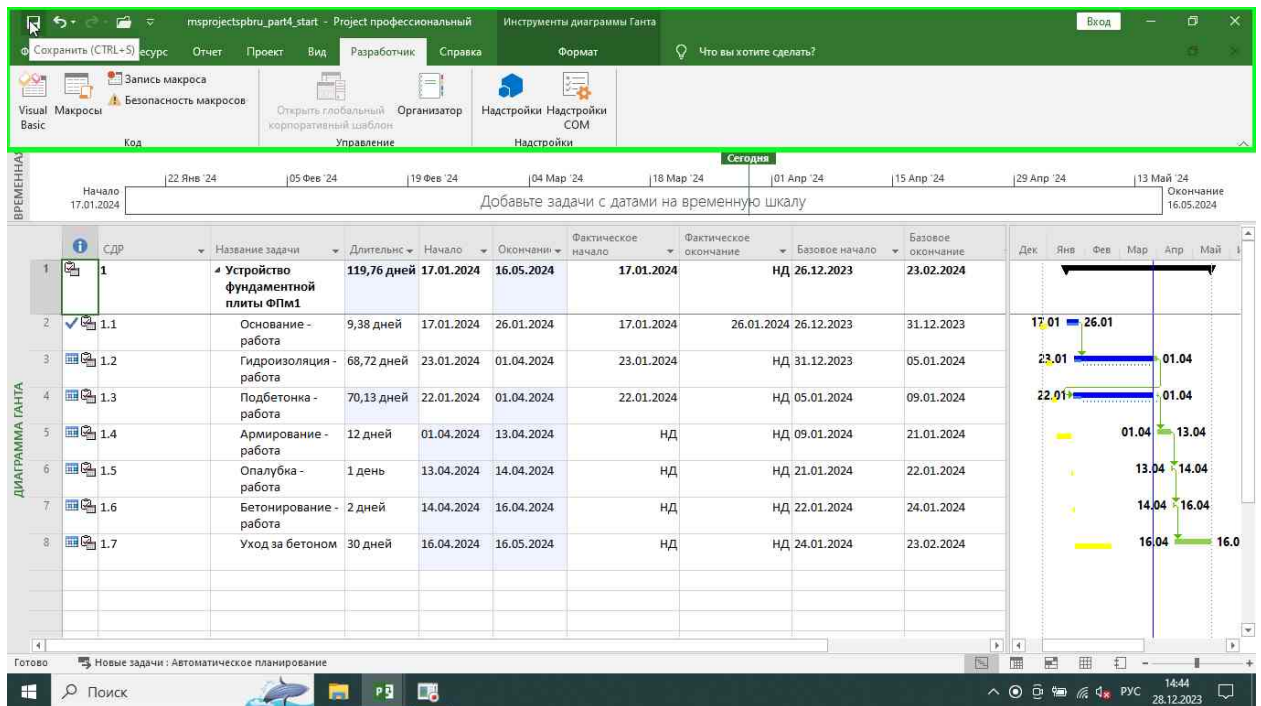 msprojectspbru_part4_start - Project профессиональный
Инструменты диаграммы Ганта
Вход
Сохранить (CTRL+S)
Отчет Проект Вид Разработчик Справка Формат Что вы хотите сделать?
Visual Basic
Макросы
Запись макроса
Безопасность макросов
Открыть глобальный корпоративный шаблон
Организатор
Надстройки
Надстройки COM
Код Управление Надстройки
ВРЕМЕННАЯ
Сегодня
22 Янв '24 05 Фев '24 19 Фев '24 04 Мар '24 18 Мар '24 01 Апр '24 15 Апр '24 29 Апр '24 13 Май '24
Начало
17.01.2024
Добавьте задачи с датами на временную шкалу
Окончание
16.05.2024
ДИАГРАММА ГАНТА
СДР Название задачи Длительнс Начало Окончани Фактическое начало Фактическое окончание Базовое начало Базовое окончание Дек Янв Фев Мар Апр Май
1 1 Устройство фундаментной плиты ФПм1 119,76 дней 17.01.2024 16.05.2024 17.01.2024 НД 26.12.2023 23.02.2024
2 1.1 Основание - работа 9,38 дней 17.01.2024 26.01.2024 17.01.2024 26.01.2024 26.12.2023 31.12.2023 17.01 26.01
3 1.2 Гидроизоляция - работа 68,72 дней 23.01.2024 01.04.2024 23.01.2024 НД 31.12.2023 05.01.2024 23.01 01.04
4 1.3 Подбетонка - работа 70,13 дней 22.01.2024 01.04.2024 22.01.2024 НД 05.01.2024 09.01.2024 22.01 01.04
5 1.4 Армирование - работа 12 дней 01.04.2024 13.04.2024 НД НД 09.01.2024 21.01.2024 01.04 13.04
6 1.5 Опалубка - работа 1 день 13.04.2024 14.04.2024 НД НД 21.01.2024 22.01.2024 13.04 14.04
7 1.6 Бетонирование - работа 2 дней 14.04.2024 16.04.2024 НД НД 22.01.2024 24.01.2024 14.04 16.04
8 1.7 Уход за бетоном 30 дней 16.04.2024 16.05.2024 НД НД 24.01.2024 23.02.2024 16.04 16.0
Готово Новые задачи : Автоматическое планирование
Поиск
РУС
14:44
28.12.2023